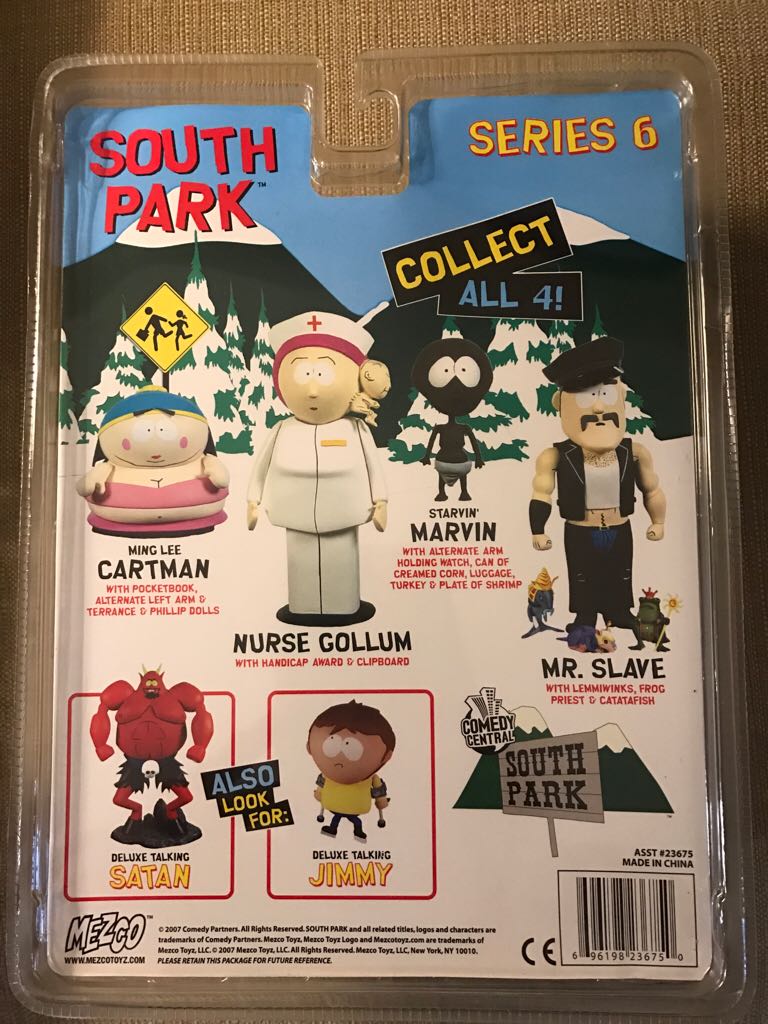 SOUTH
PARK™
SERIES 6
COLLECT
ALL 4!
MING LEE
CARTMAN
WITH POCKETBOOK,
ALTERNATE LEFT ARM &
TERRANCE & PHILLIP DOLLS
NURSE GOLLUM
WITH HANDICAP AWARD & CLIPBOARD
STARVIN'
MARVIN
WITH ALTERNATE ARM
HOLDING WATCH, CAN OF
CREAMED CORN, LUGGAGE,
TURKEY & PLATE OF SHRIMP
MR. SLAVE
WITH LEMMIWINKS, FROG
PRIEST & CATATAFISH
ALSO
LOOK
FOR:
DELUXE TALKING
SATAN
DELUXE TALKING
JIMMY
COMEDY
CENTRAL
SOUTH
PARK
™
ASST #23675
MADE IN CHINA
MEZCO™
WWW.MEZCOTOYZ.COM
© 2007 Comedy Partners. All Rights Reserved. SOUTH PARK and all related titles, logos and characters are
trademarks of Comedy Partners. Mezco Toyz, Mezco Toyz Logo and Mezcotoyz.com are trademarks of
Mezco Toyz, LLC. © 2007 Mezco Toyz, LLC. All Rights Reserved. Mezco Toyz, LLC, New York, NY 10010.
PLEASE RETAIN THIS PACKAGE FOR FUTURE REFERENCE.
CE
6 96198 23675 0